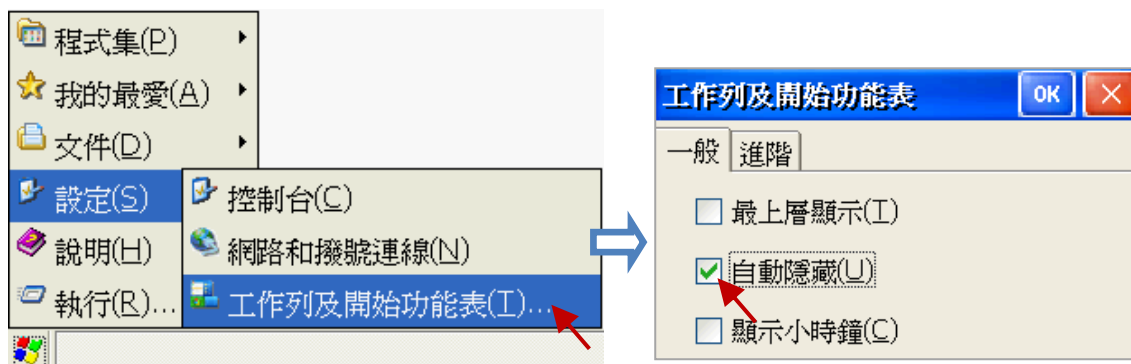 程式集(P)
我的最愛(A)
文件(D)
設定(S)
說明(H)
執行(R)...
控制台(C)
網路和撥號連線(N)
工作列及開始功能表(T)...
工作列及開始功能表 OK
一般 進階
最上層顯示(T)
自動隱藏(U)
顯示小時鐘(C)